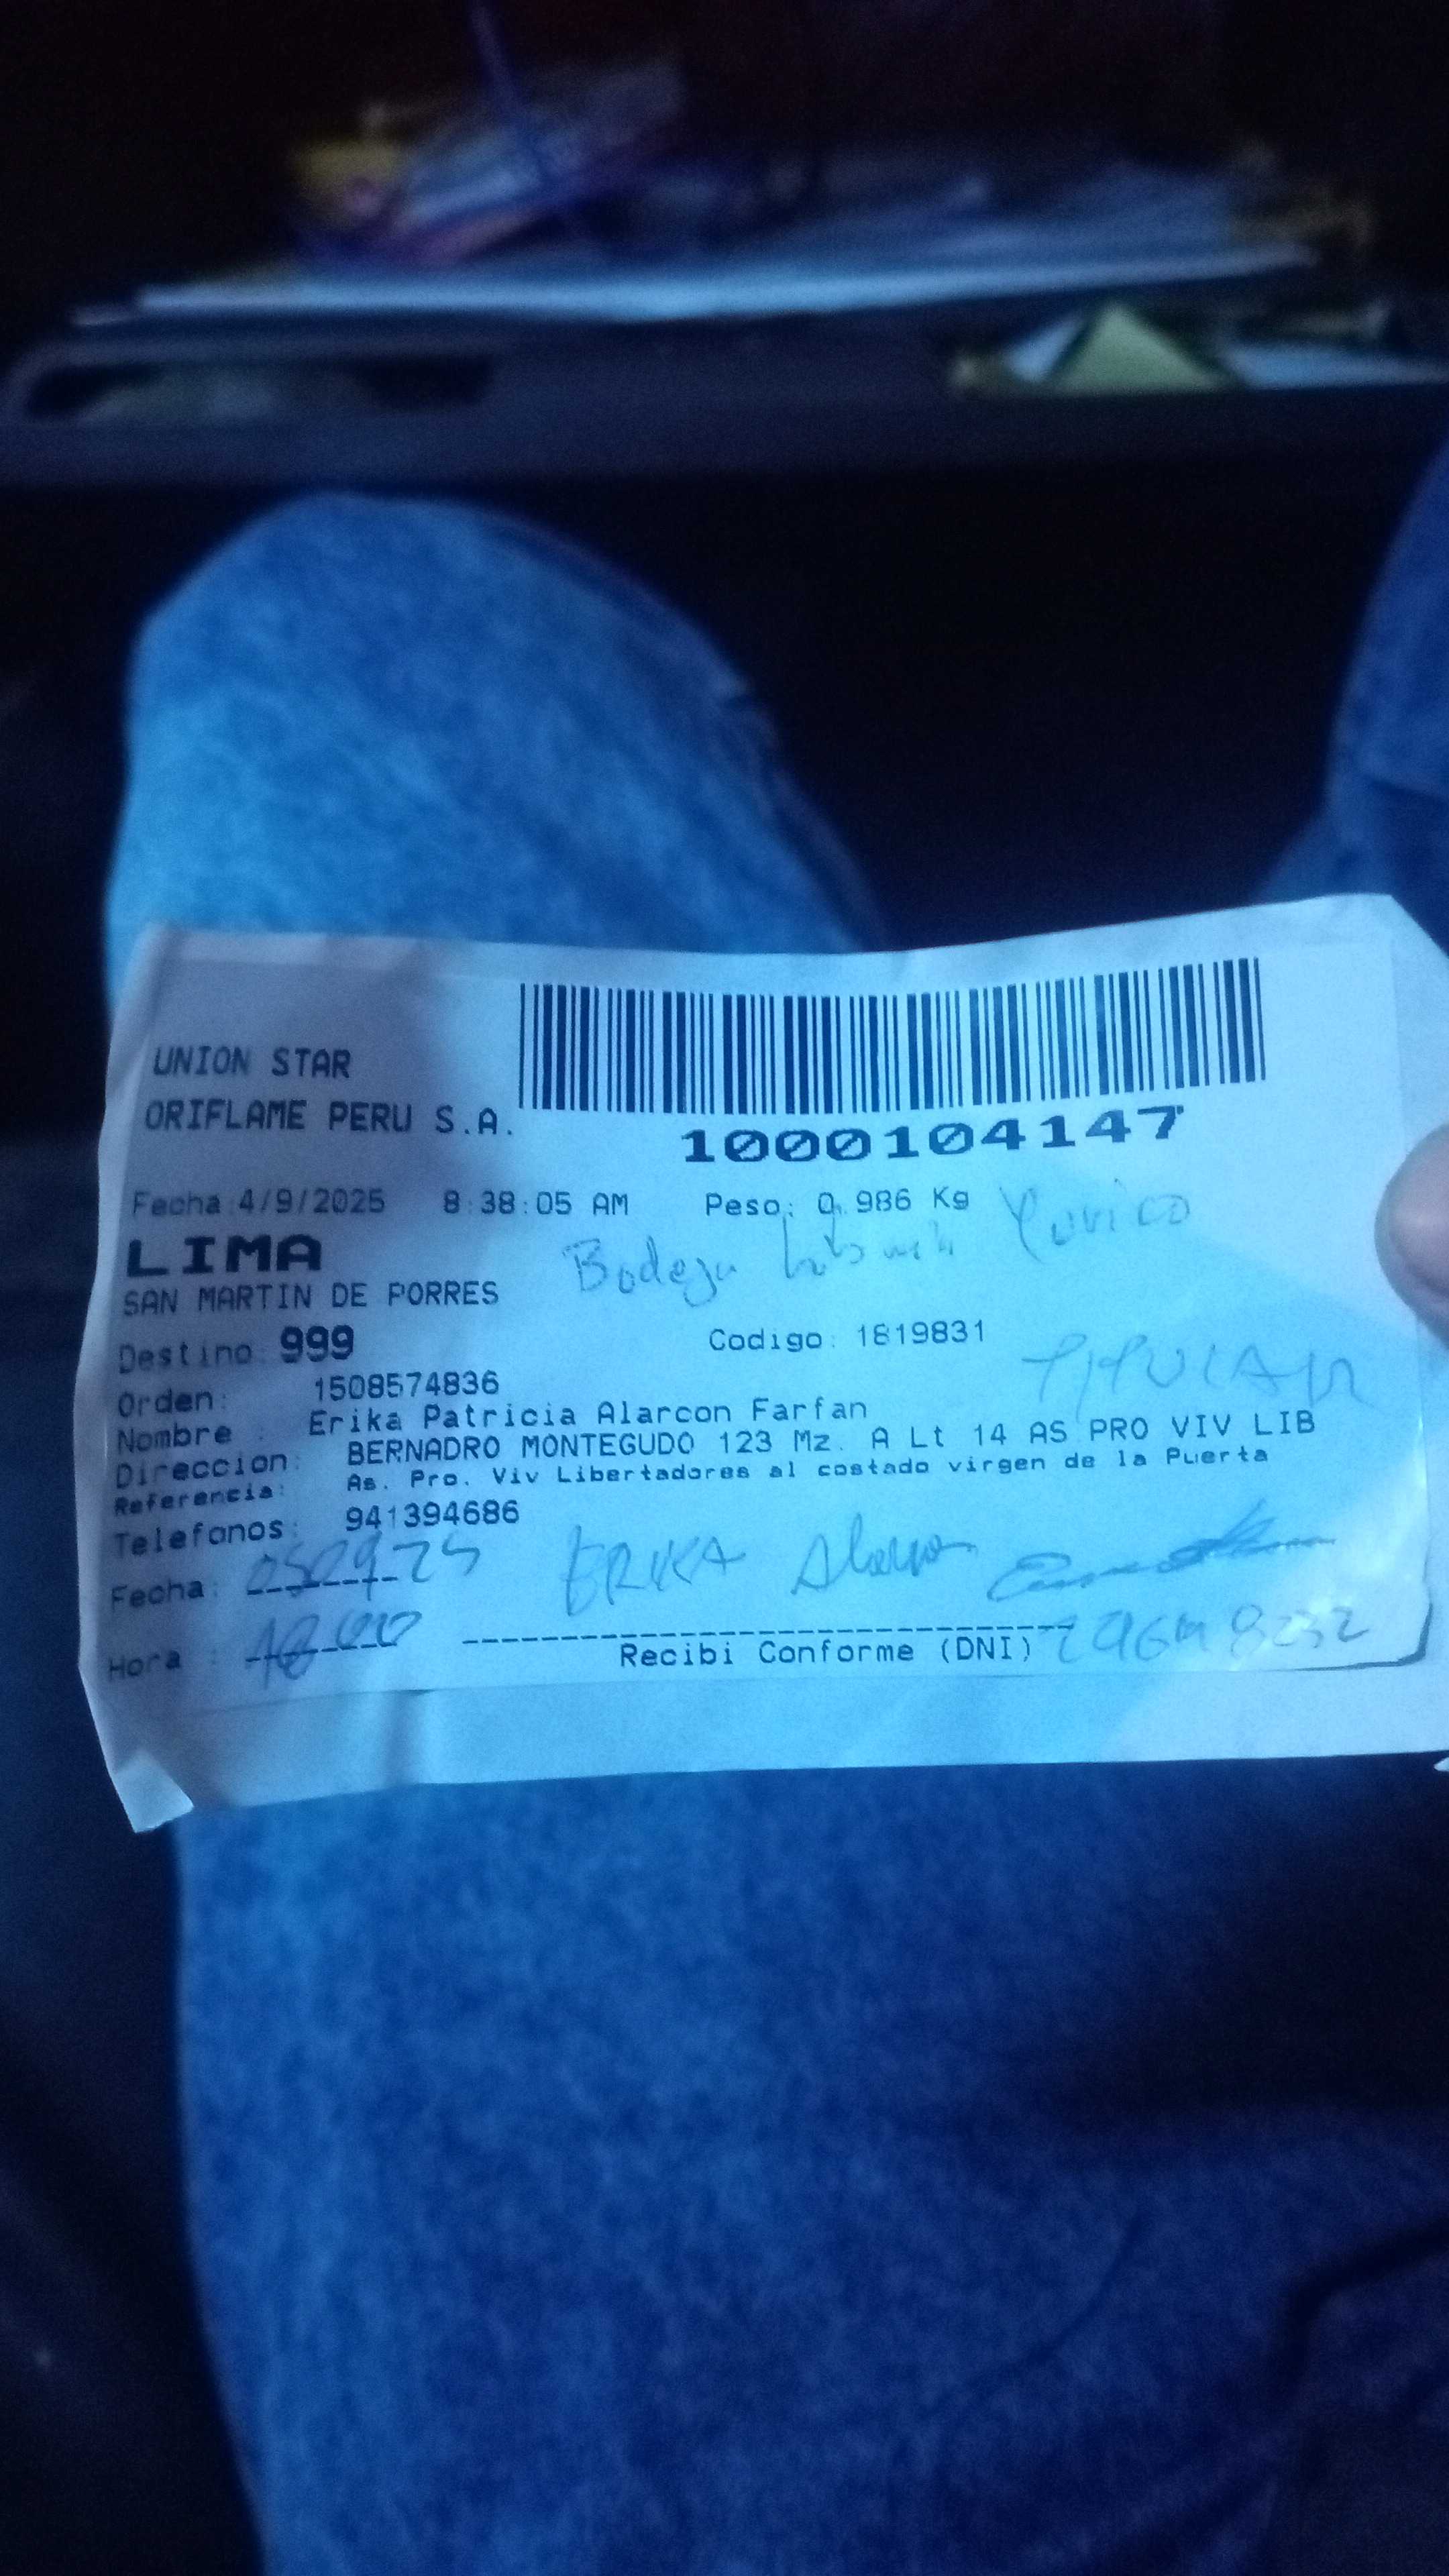 UNION STAR
ORIFLAME PERU S.A.
1000104147
Fecha:4/9/2025 8:38:05 AM Peso: 0.986 Kg
LIMA
Bodega
SAN MARTIN DE PORRES
Destino: 999 Codigo: 1819831
TITULAR
Orden: 1508574836
Nombre : Erika Patricia Alarcon Farfan
Direccion: BERNADRO MONTEGUDO 123 Mz. A Lt 14 AS PRO VIV LIB
Referencia: As. Pro. Viv Libertadores al costado virgen de la Puerta
Telefonos: 941394686
Fecha: ERIKA
Hora :
Recibi Conforme (DNI)